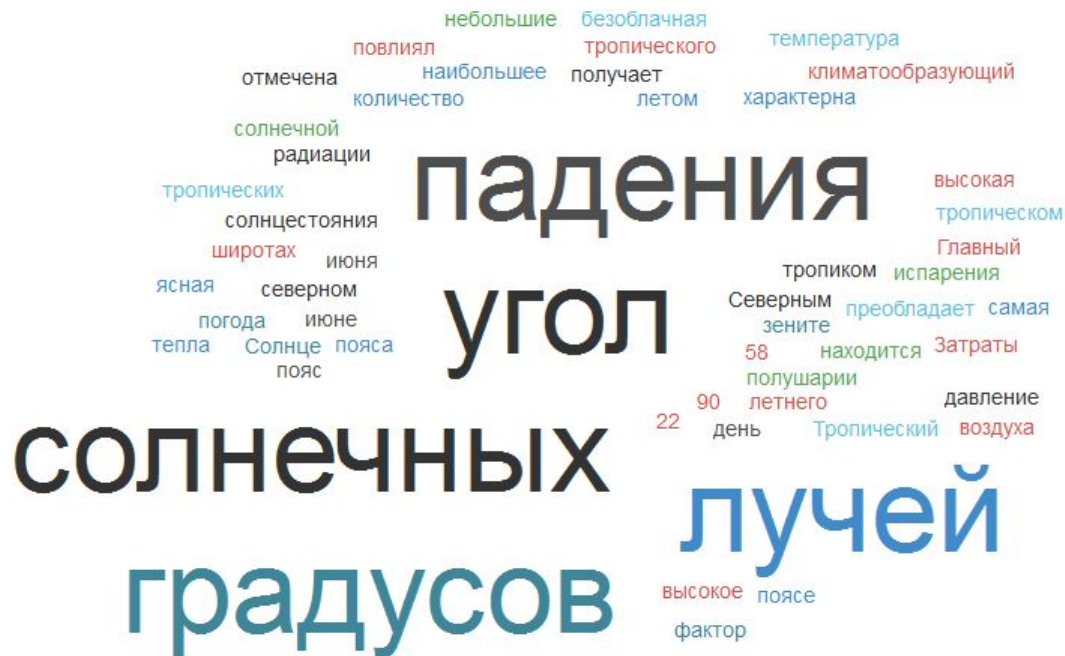 небольшие безоблачная
повлиял тропического температура
отмечена наибольшее получает климатообразующий
количество летом характерна
солнечной
радиации
падения
тропических высокая
солнцестояния тропическом
широтах июня Главный
тропиком испарения
ясная северном
угол
Северным преобладает самая
погода июне зените
тепла Солнце пояса 58 находится Затраты
пояс полушарии
90 летнего давление
22 день Тропический воздуха
солнечных
лучей
градусов
высокое поясе
фактор